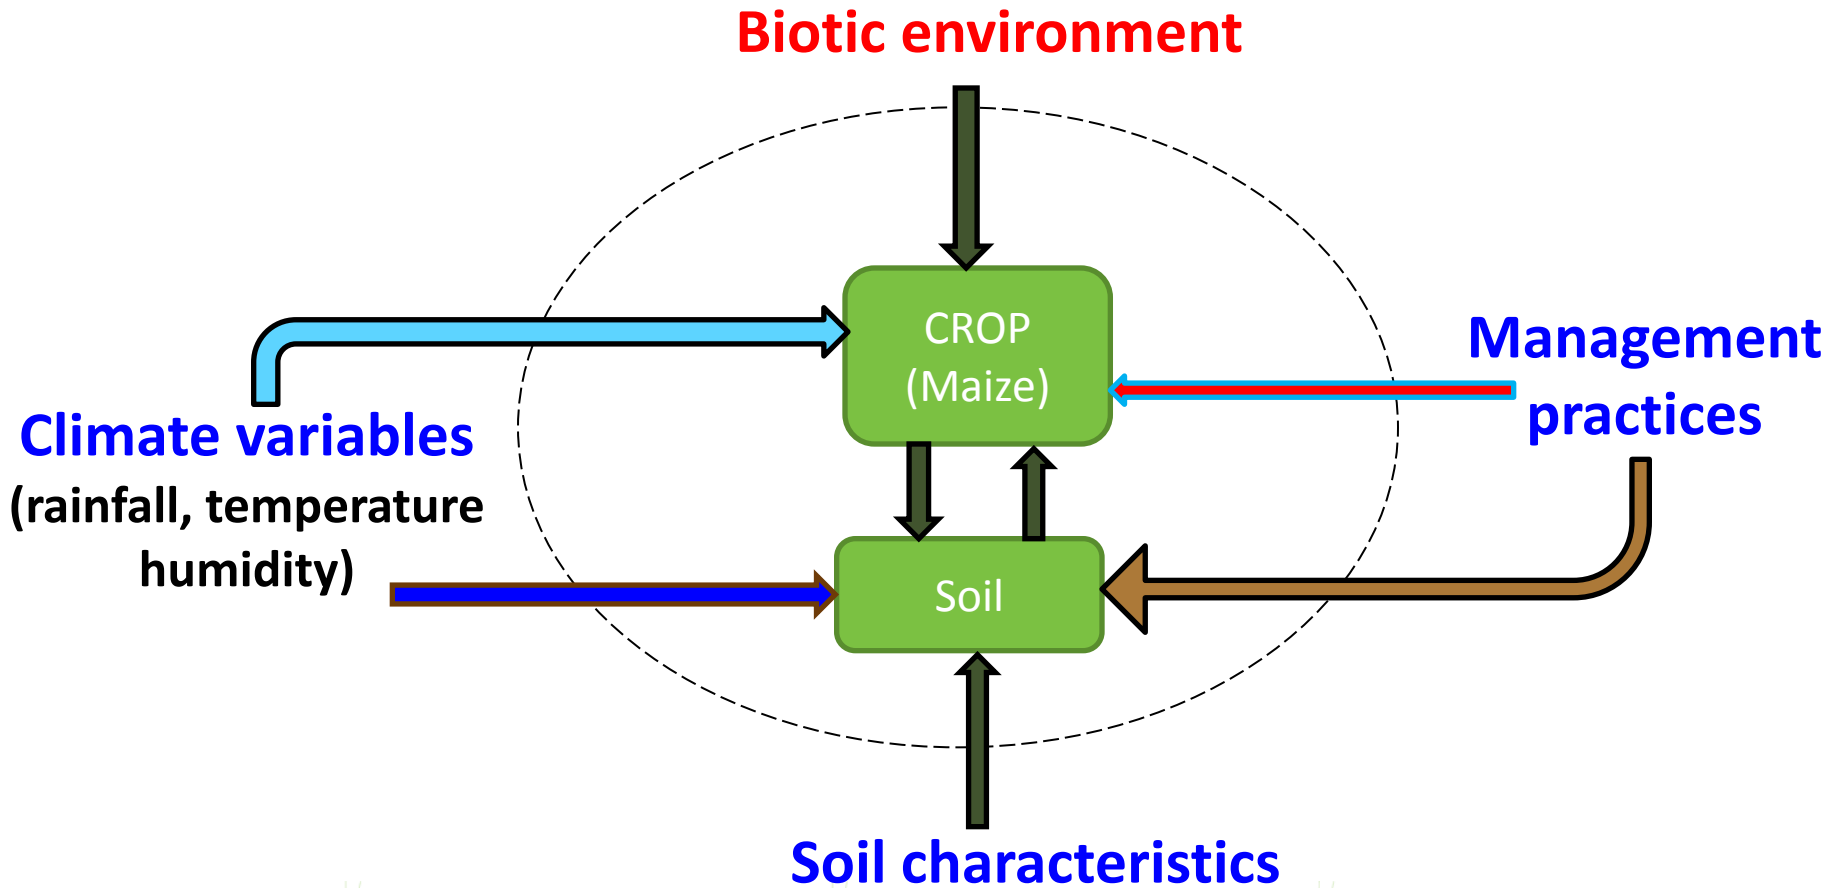 Biotic environment
CROP
(Maize)
Management
practices
Climate variables
(rainfall, temperature
humidity)
Soil
Soil characteristics